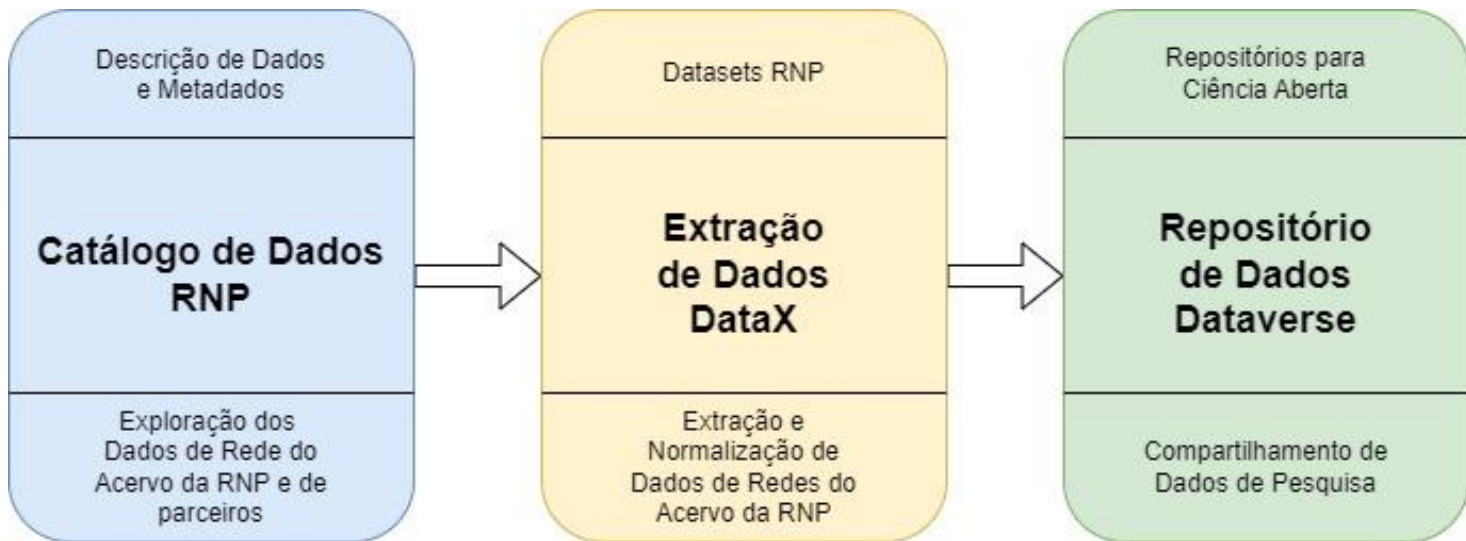 Descrição de Dados
e Metadados
Catálogo de Dados
RNP
Exploração dos
Dados de Rede do
Acervo da RNP e de
parceiros
Datasets RNP
Extração
de Dados
DataX
Extração e
Normalização de
Dados de Redes do
Acervo da RNP
Repositórios para
Ciência Aberta
Repositório
de Dados
Dataverse
Compartilhamento de
Dados de Pesquisa